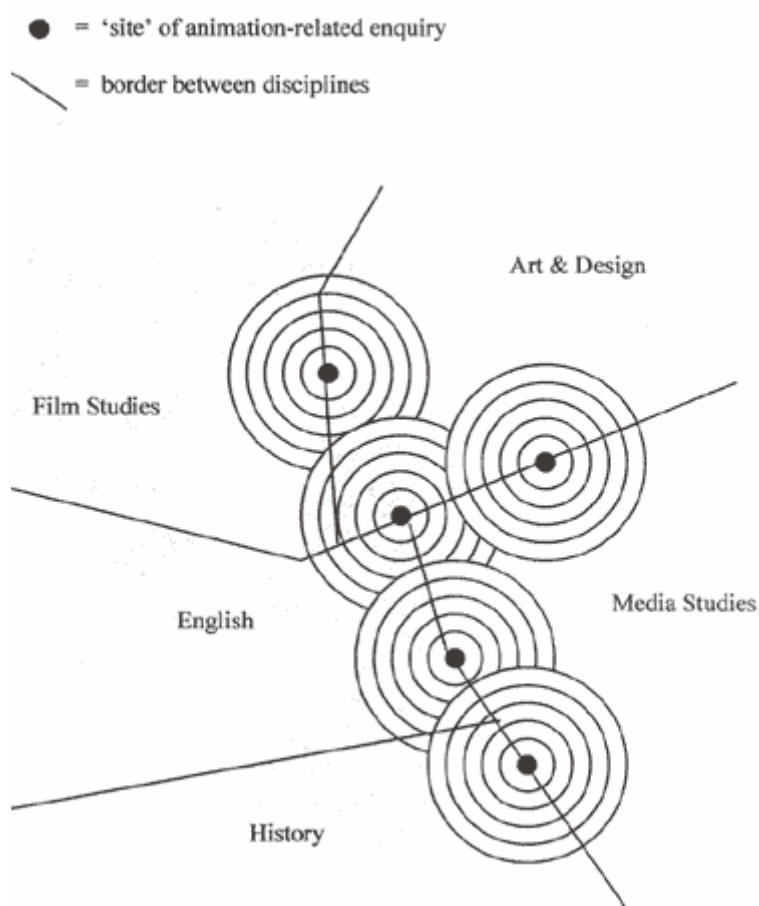 = ‘site’ of animation-related enquiry
= border between disciplines
Art & Design
Film Studies
Media Studies
English
History